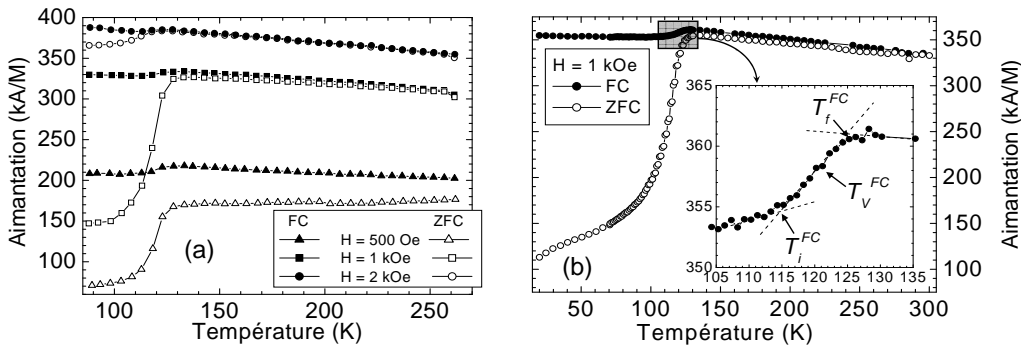 400
350
300
250
200
150
100
Aimantation (kA/M)
(a)
FC ZFC
H = 500 Oe
H = 1 kOe
H = 2 kOe
100 150 200 250
Température (K)
H = 1 kOe
FC
ZFC
365
360
355
350
105 110 115 120 125 130 135
T_f^FC
T_V^FC
T_i^FC
(b)
50 100 150 200 250 300
Température (K)
350
300
250
200
150
100
Aimantation (kA/M)